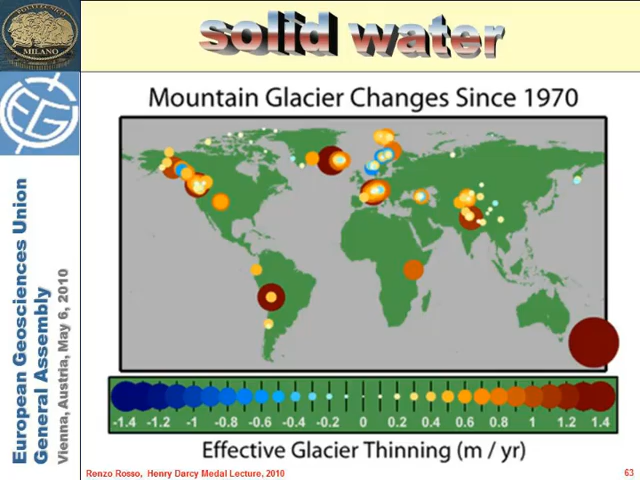 solid water
MILANO
EG
European Geosciences Union
General Assembly
Vienna, Austria, May 6, 2010
Mountain Glacier Changes Since 1970
-1.4 -1.2 -1 -0.8 -0.6 -0.4 -0.2 0 0.2 0.4 0.6 0.8 1 1.2 1.4
Effective Glacier Thinning (m / yr)
Renzo Rosso, Henry Darcy Medal Lecture, 2010
63